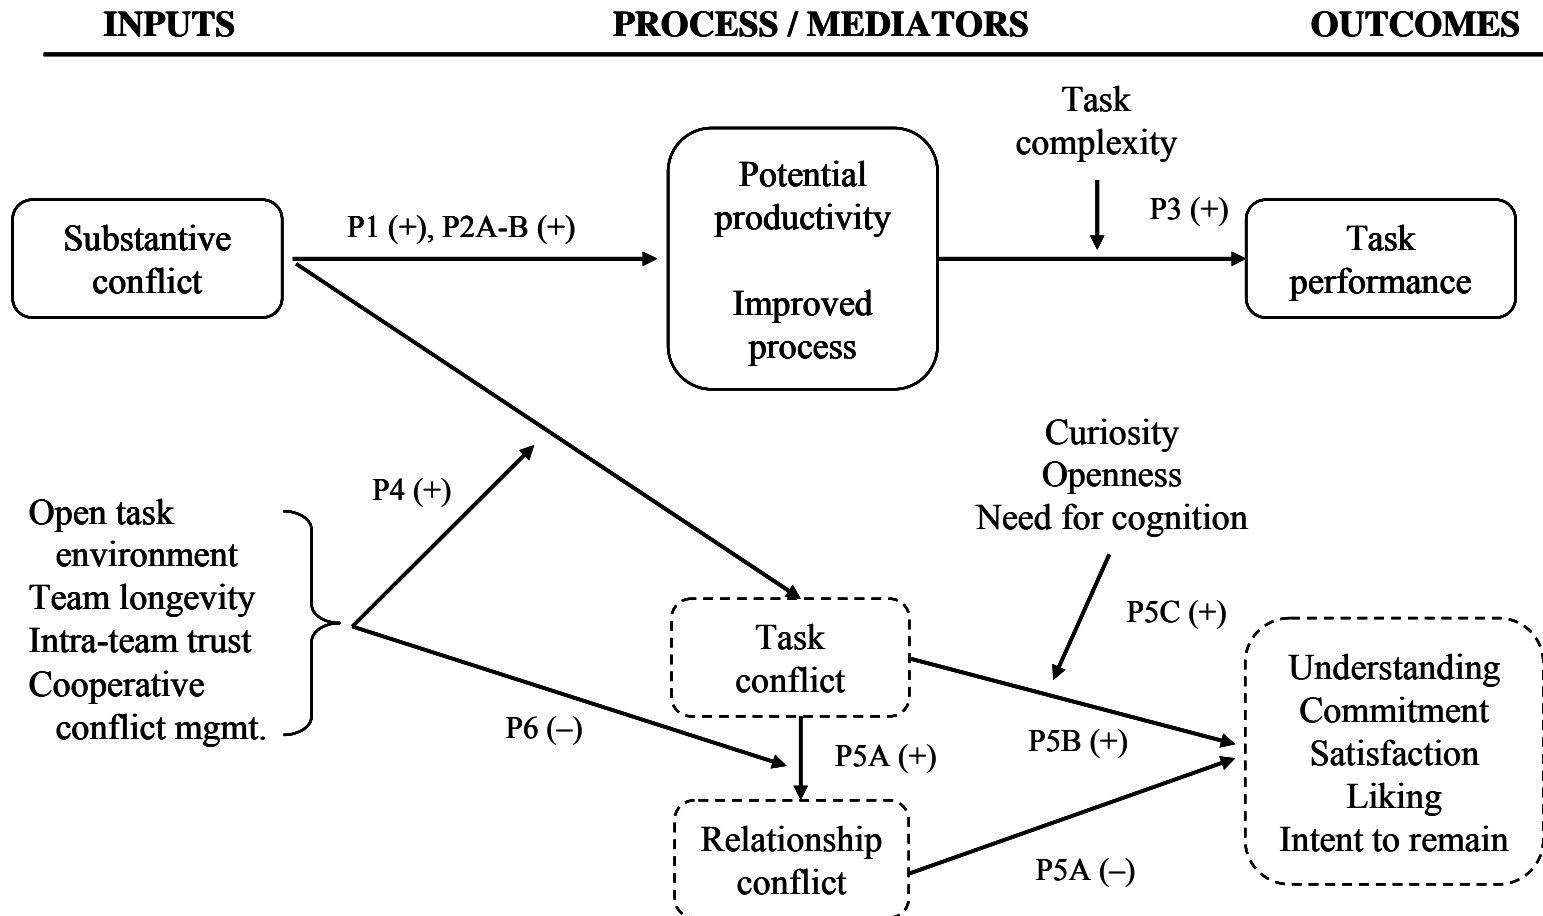 INPUTS
PROCESS / MEDIATORS
OUTCOMES
Task
complexity
Potential
productivity
Improved
process
P3 (+)
P1 (+), P2A-B (+)
Substantive
conflict
Task
performance
Curiosity
Openness
Need for cognition
P4 (+)
Open task
environment
Team longevity
Intra-team trust
Cooperative
conflict mgmt.
P6 (–)
Task
conflict
P5C (+)
P5B (+)
P5A (+)
Understanding
Commitment
Satisfaction
Liking
Intent to remain
Relationship
conflict
P5A (–)